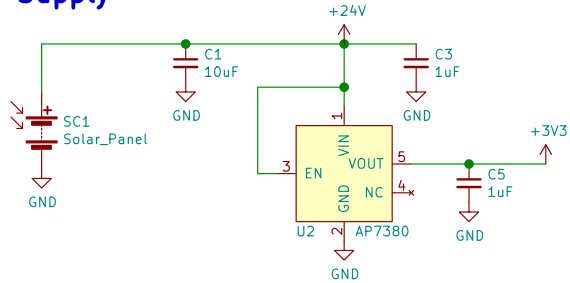 Supply
+24V
C1
10uF
C3
1uF
SC1
Solar_Panel
GND
GND
GND
1
VIN
3
EN
VOUT
5
+3V3
NC
4
C5
1uF
GND
2
U2
AP7380
GND
GND